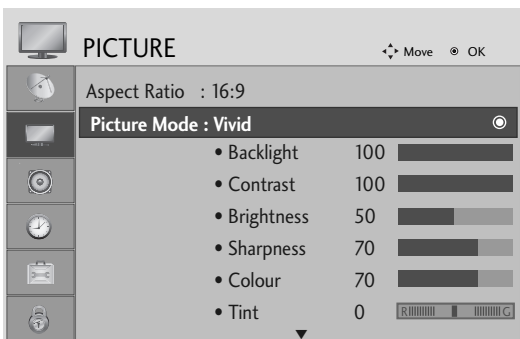 PICTURE
Move OK
Aspect Ratio : 16:9
Picture Mode : Vivid
• Backlight 100
• Contrast 100
• Brightness 50
• Sharpness 70
• Colour 70
• Tint 0 R G